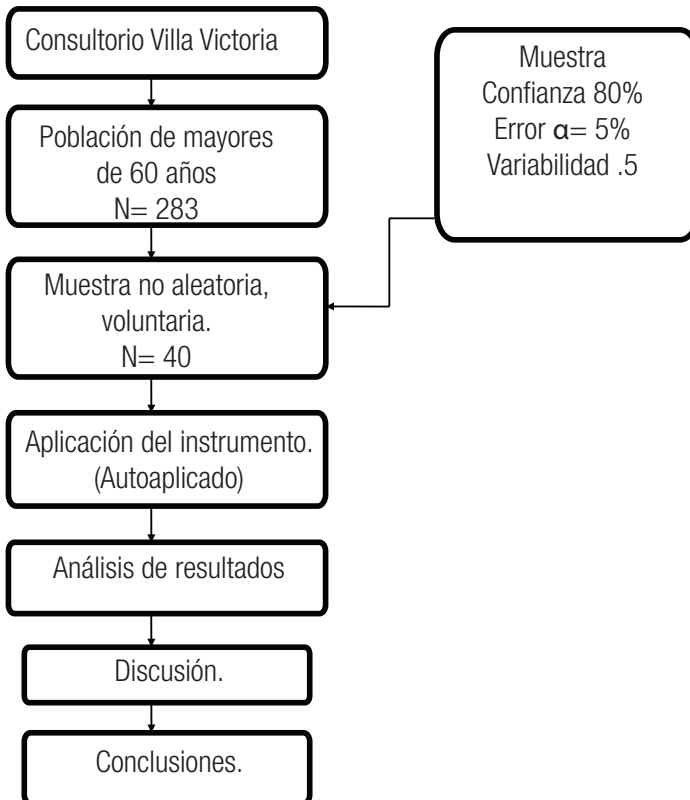 Consultorio Villa Victoria
Población de mayores
de 60 años
N= 283
Muestra no aleatoria,
voluntaria.
N= 40
Aplicación del instrumento.
(Autoaplicado)
Análisis de resultados
Discusión.
Conclusiones.
Muestra
Confianza 80%
Error α= 5%
Variabilidad .5